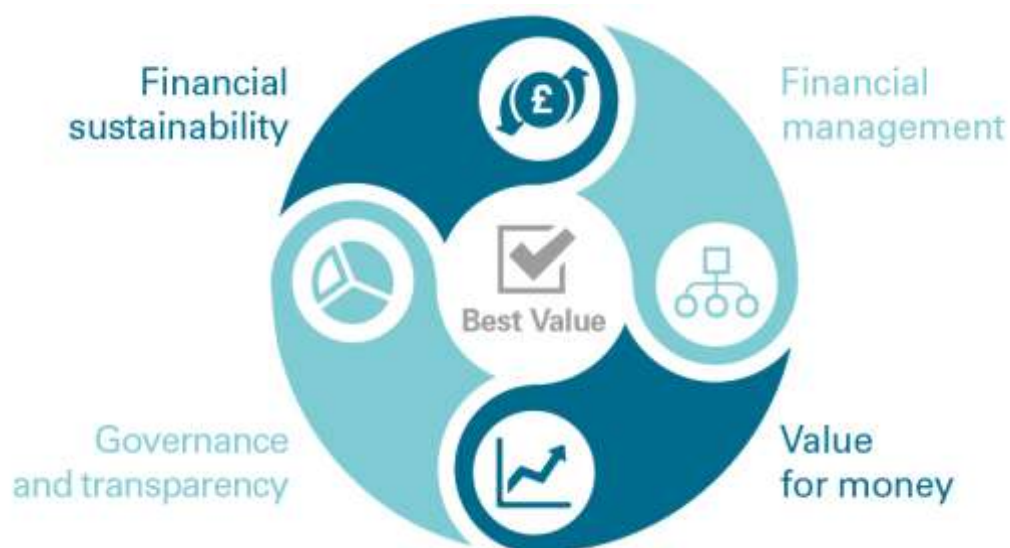 Financial
sustainability
£
Financial
management
Best Value
Governance
and transparency
Value
for money